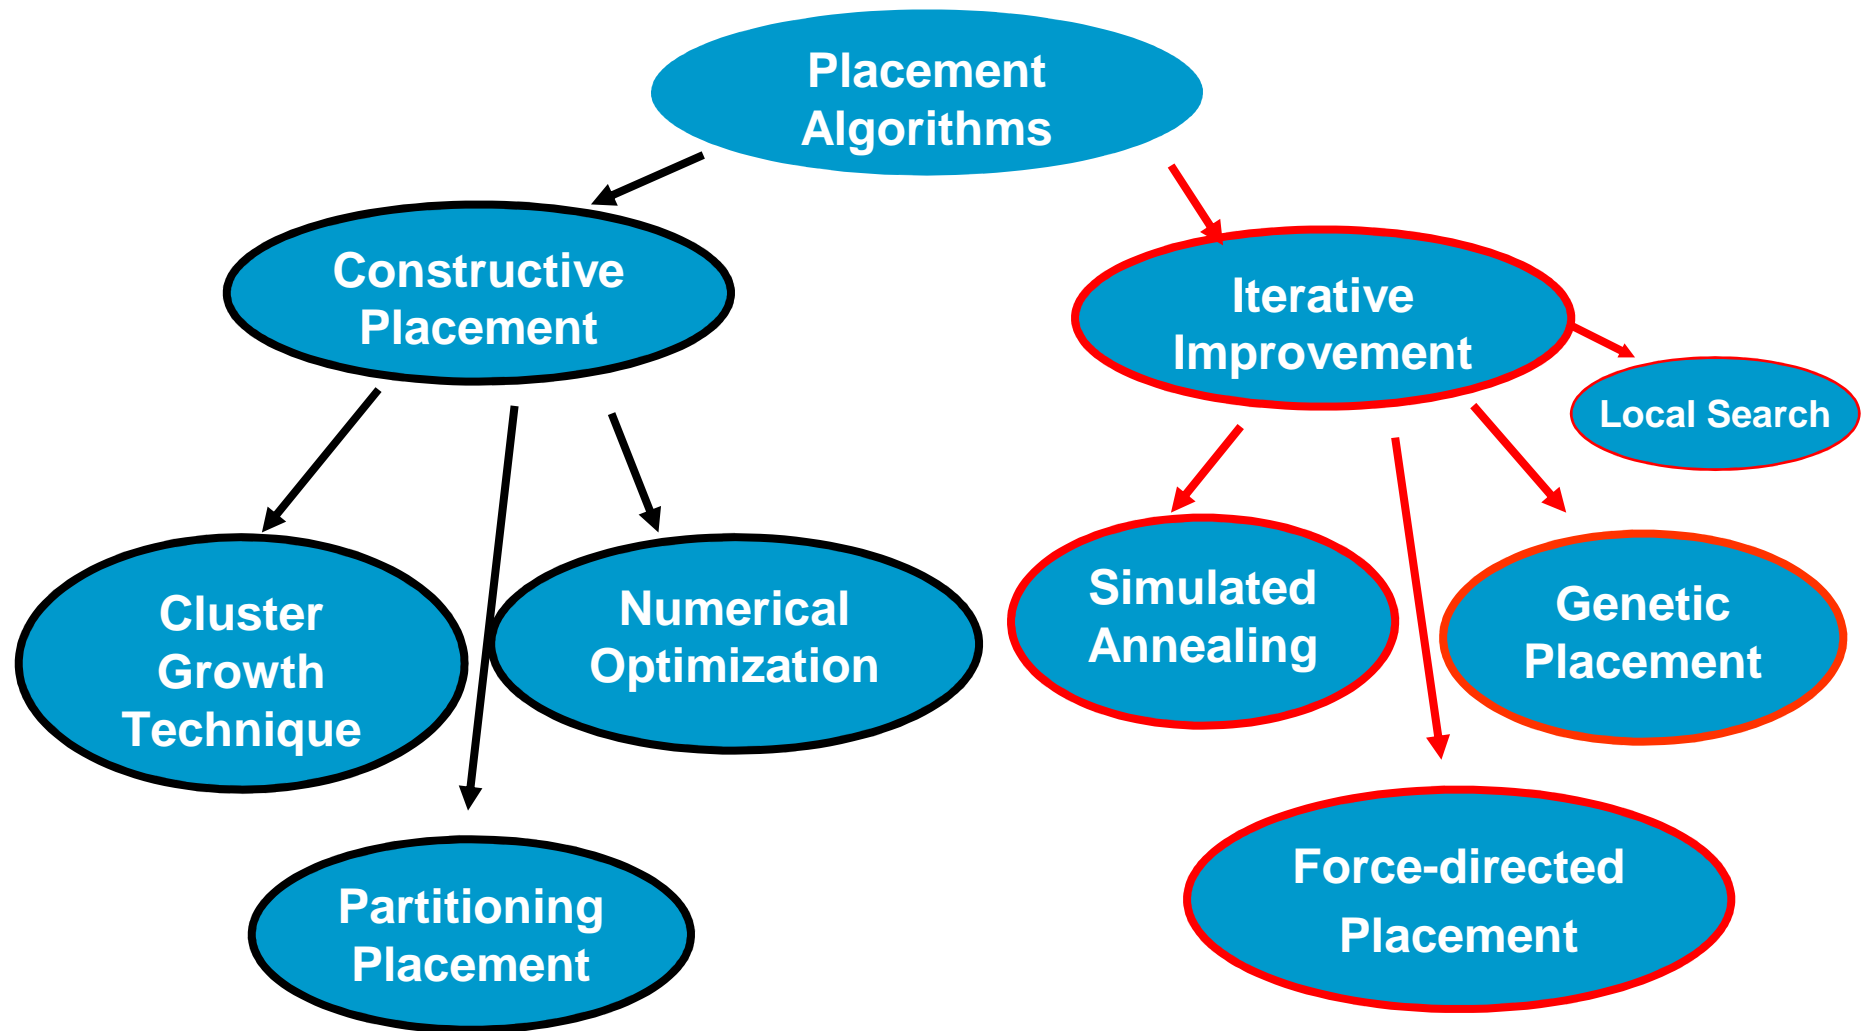 Placement
Algorithms
Constructive
Placement
Iterative
Improvement
Local Search
Cluster
Growth
Technique
Numerical
Optimization
Simulated
Annealing
Genetic
Placement
Partitioning
Placement
Force-directed
Placement